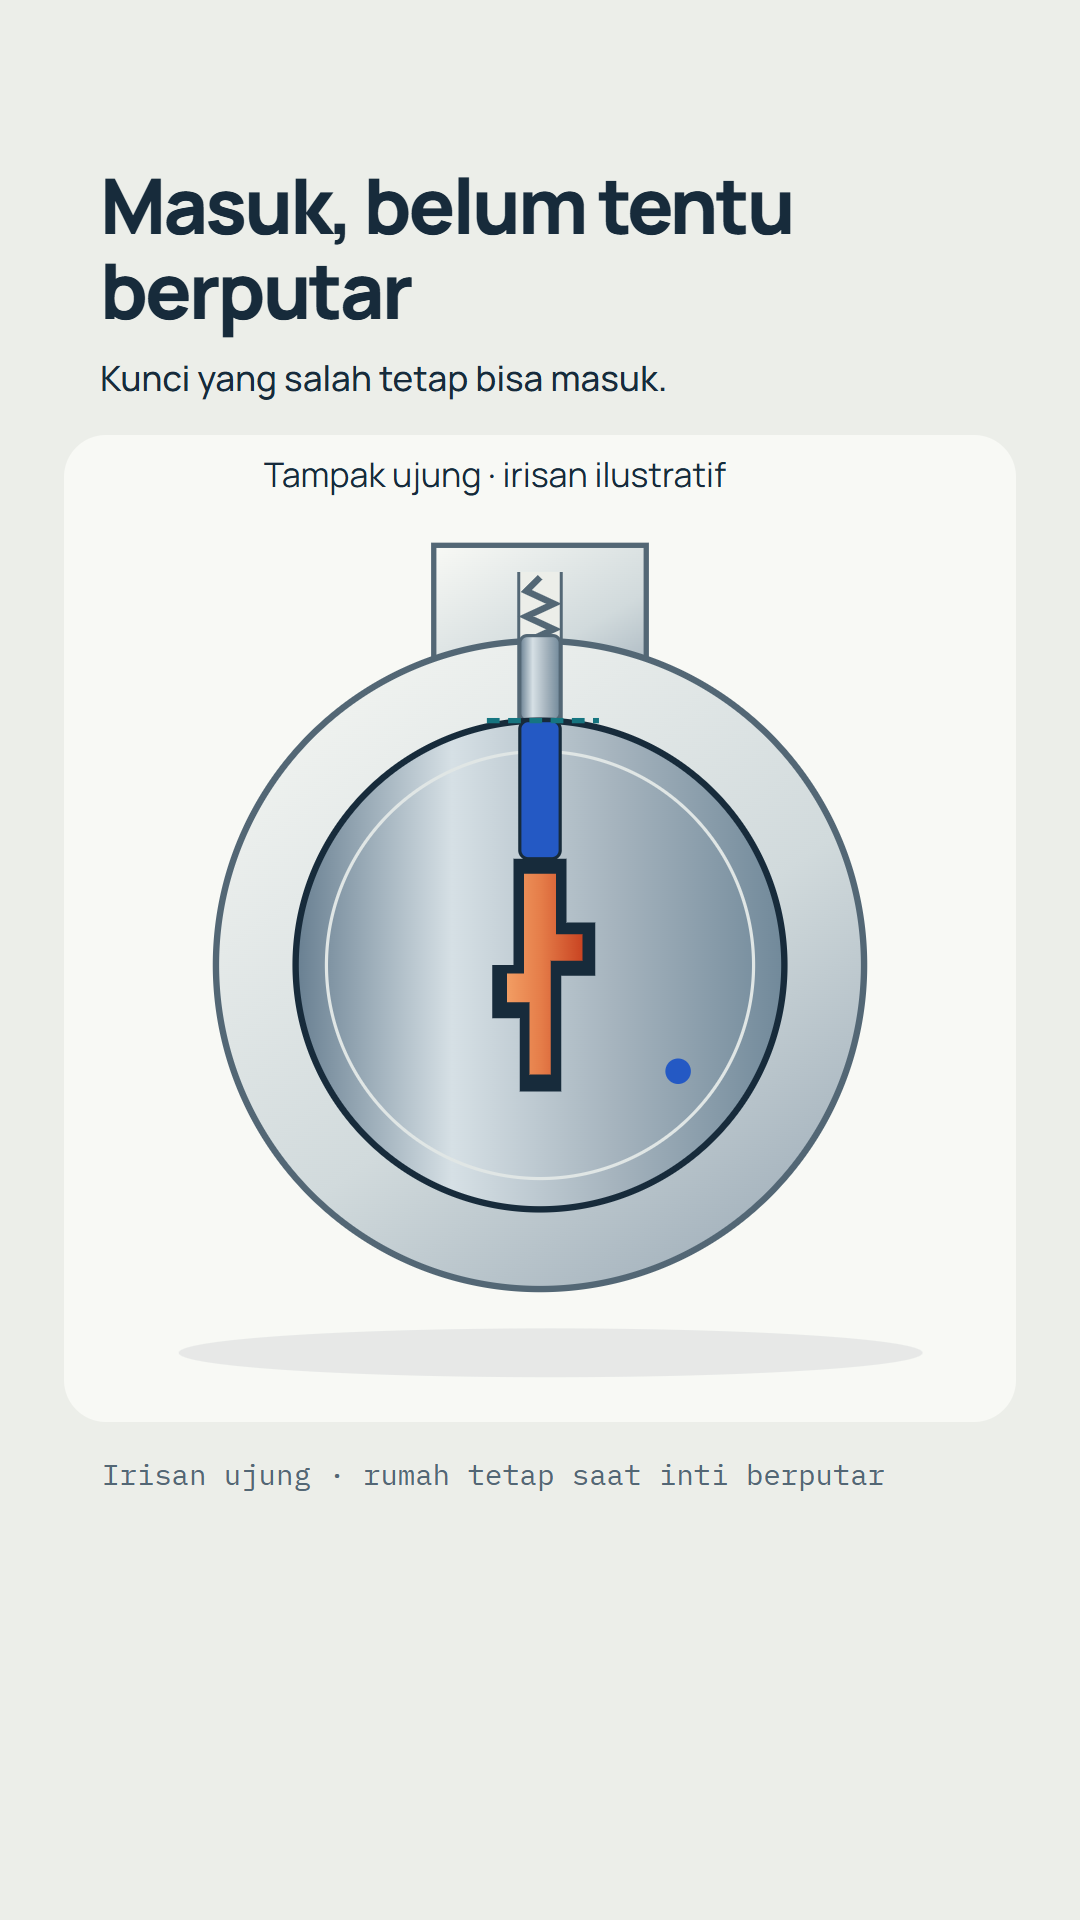 Masuk, belum tentu
berputar
Kunci yang salah tetap bisa masuk.
Tampak ujung · irisan ilustratif
Irisan ujung · rumah tetap saat inti berputar